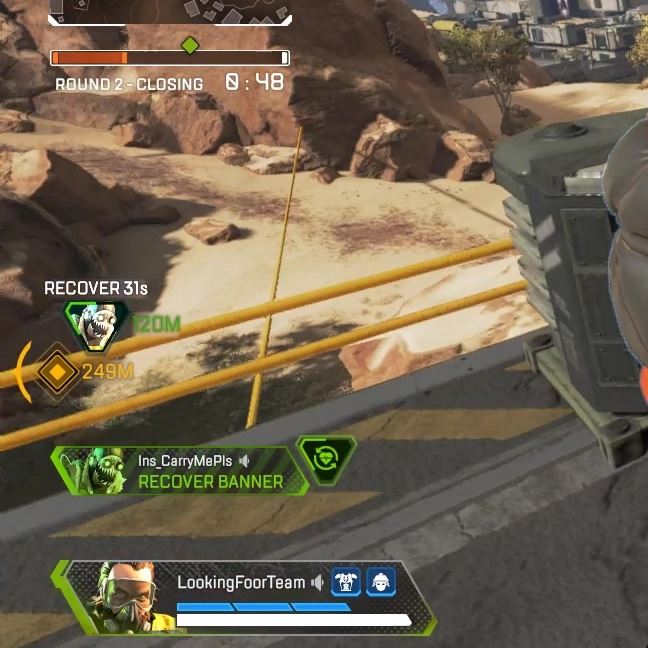 ROUND 2 - CLOSING 0:48
RECOVER 31s
120M
249M
Ins_CarryMePls
RECOVER BANNER
LookingFoorTeam